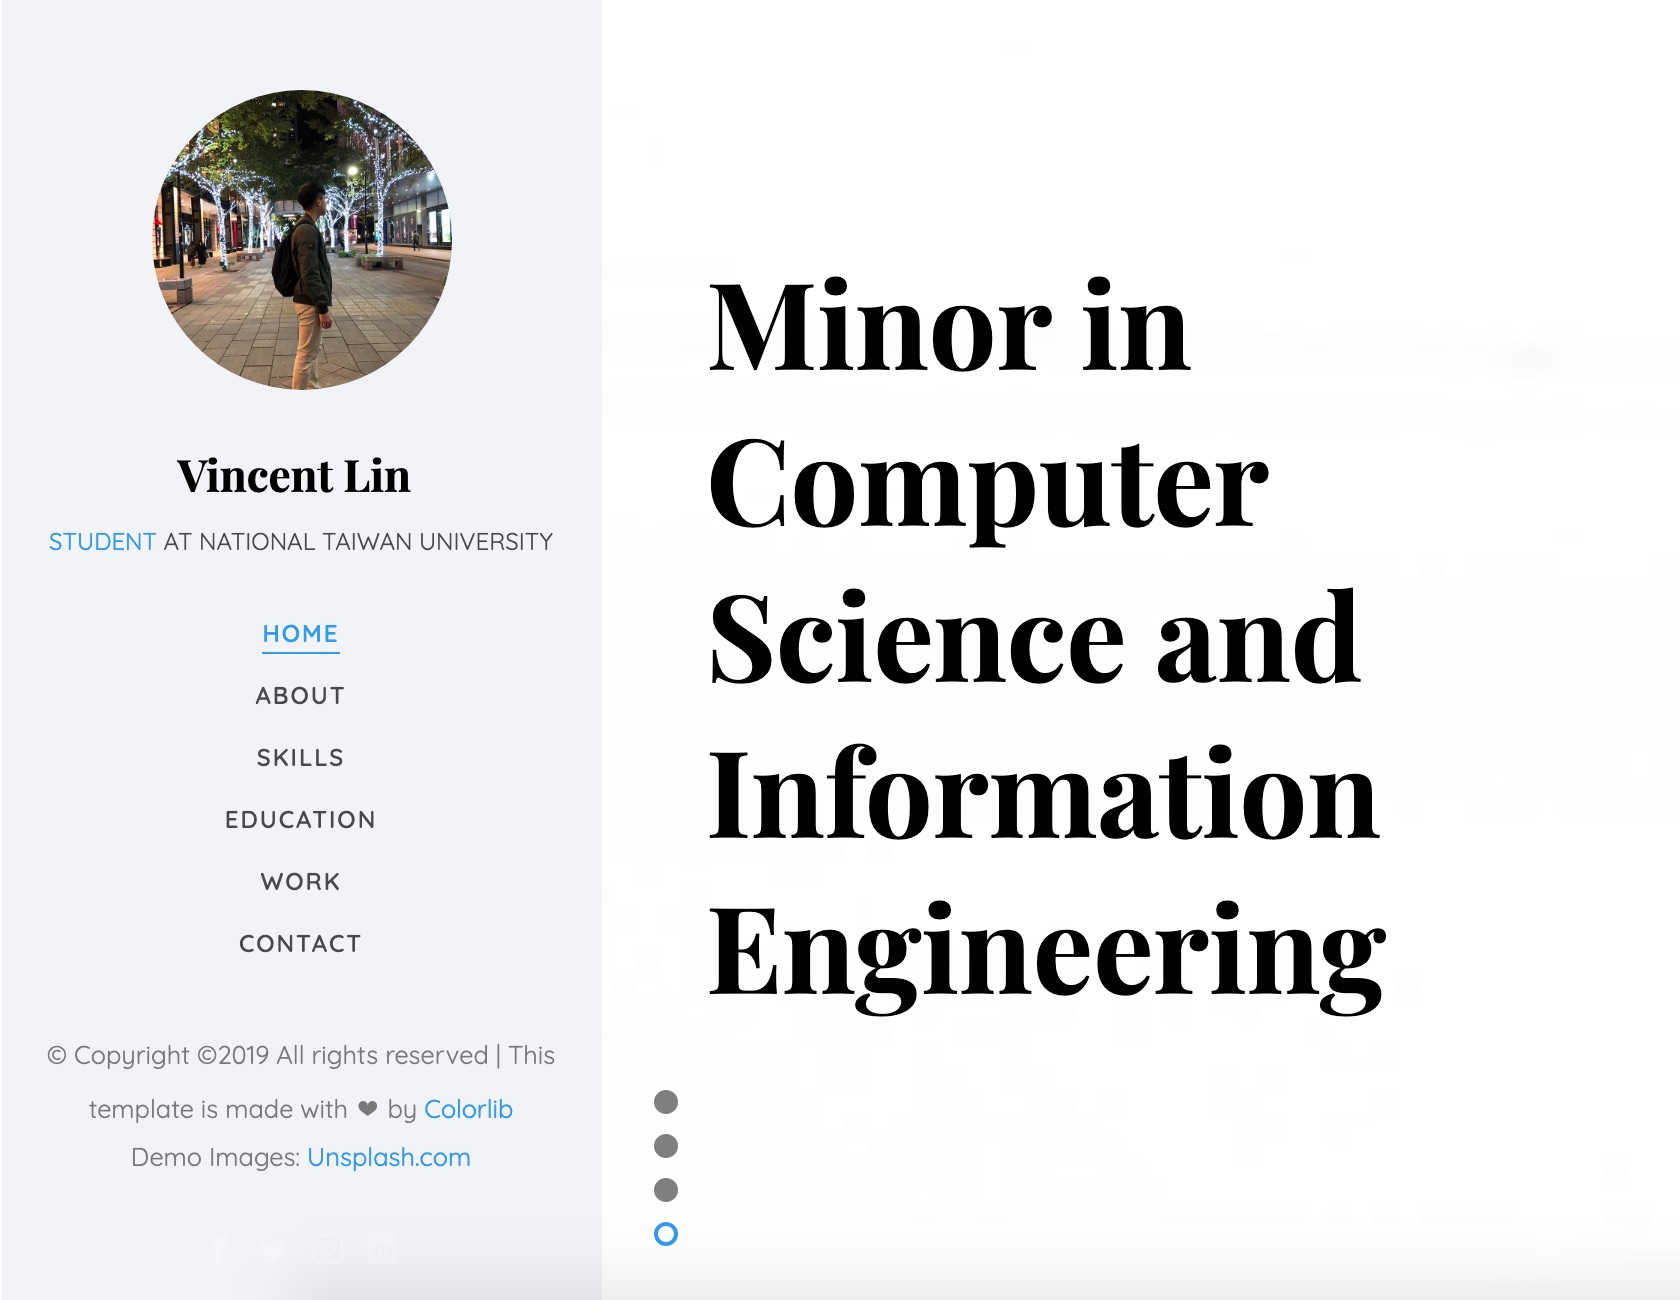 Vincent Lin
STUDENT AT NATIONAL TAIWAN UNIVERSITY
HOME
ABOUT
SKILLS
EDUCATION
WORK
CONTACT
© Copyright ©2019 All rights reserved | This
template is made with ❤ by Colorlib
Demo Images: Unsplash.com
Minor in
Computer
Science and
Information
Engineering